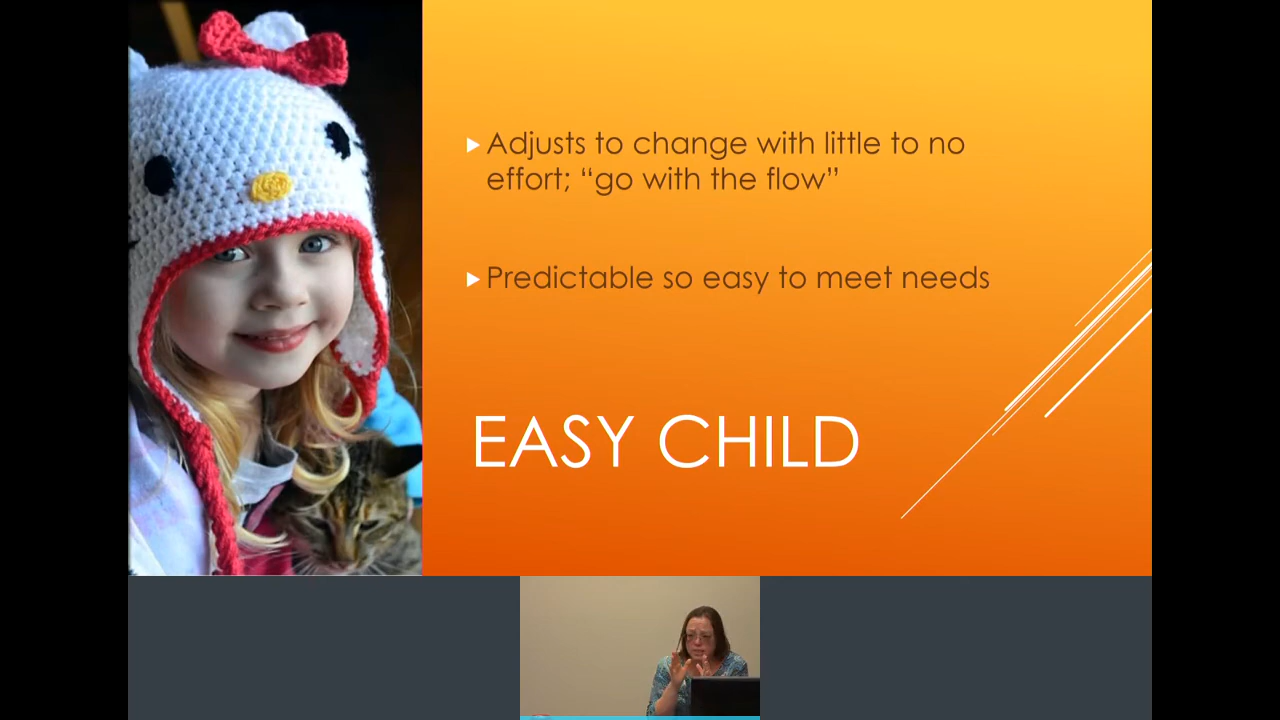 Adjusts to change with little to no
effort; “go with the flow”
Predictable so easy to meet needs
EASY CHILD